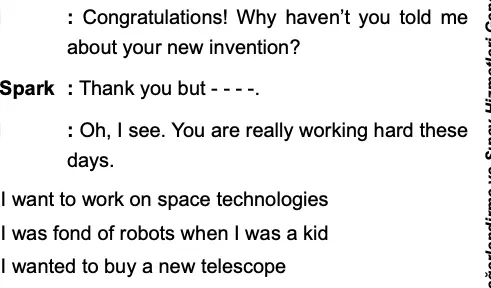 : Congratulations! Why haven't you told me
about your new invention?
Spark : Thank you but - - - -.
: Oh, I see. You are really working hard these
days.
I want to work on space technologies
I was fond of robots when I was a kid
I wanted to buy a new telescope